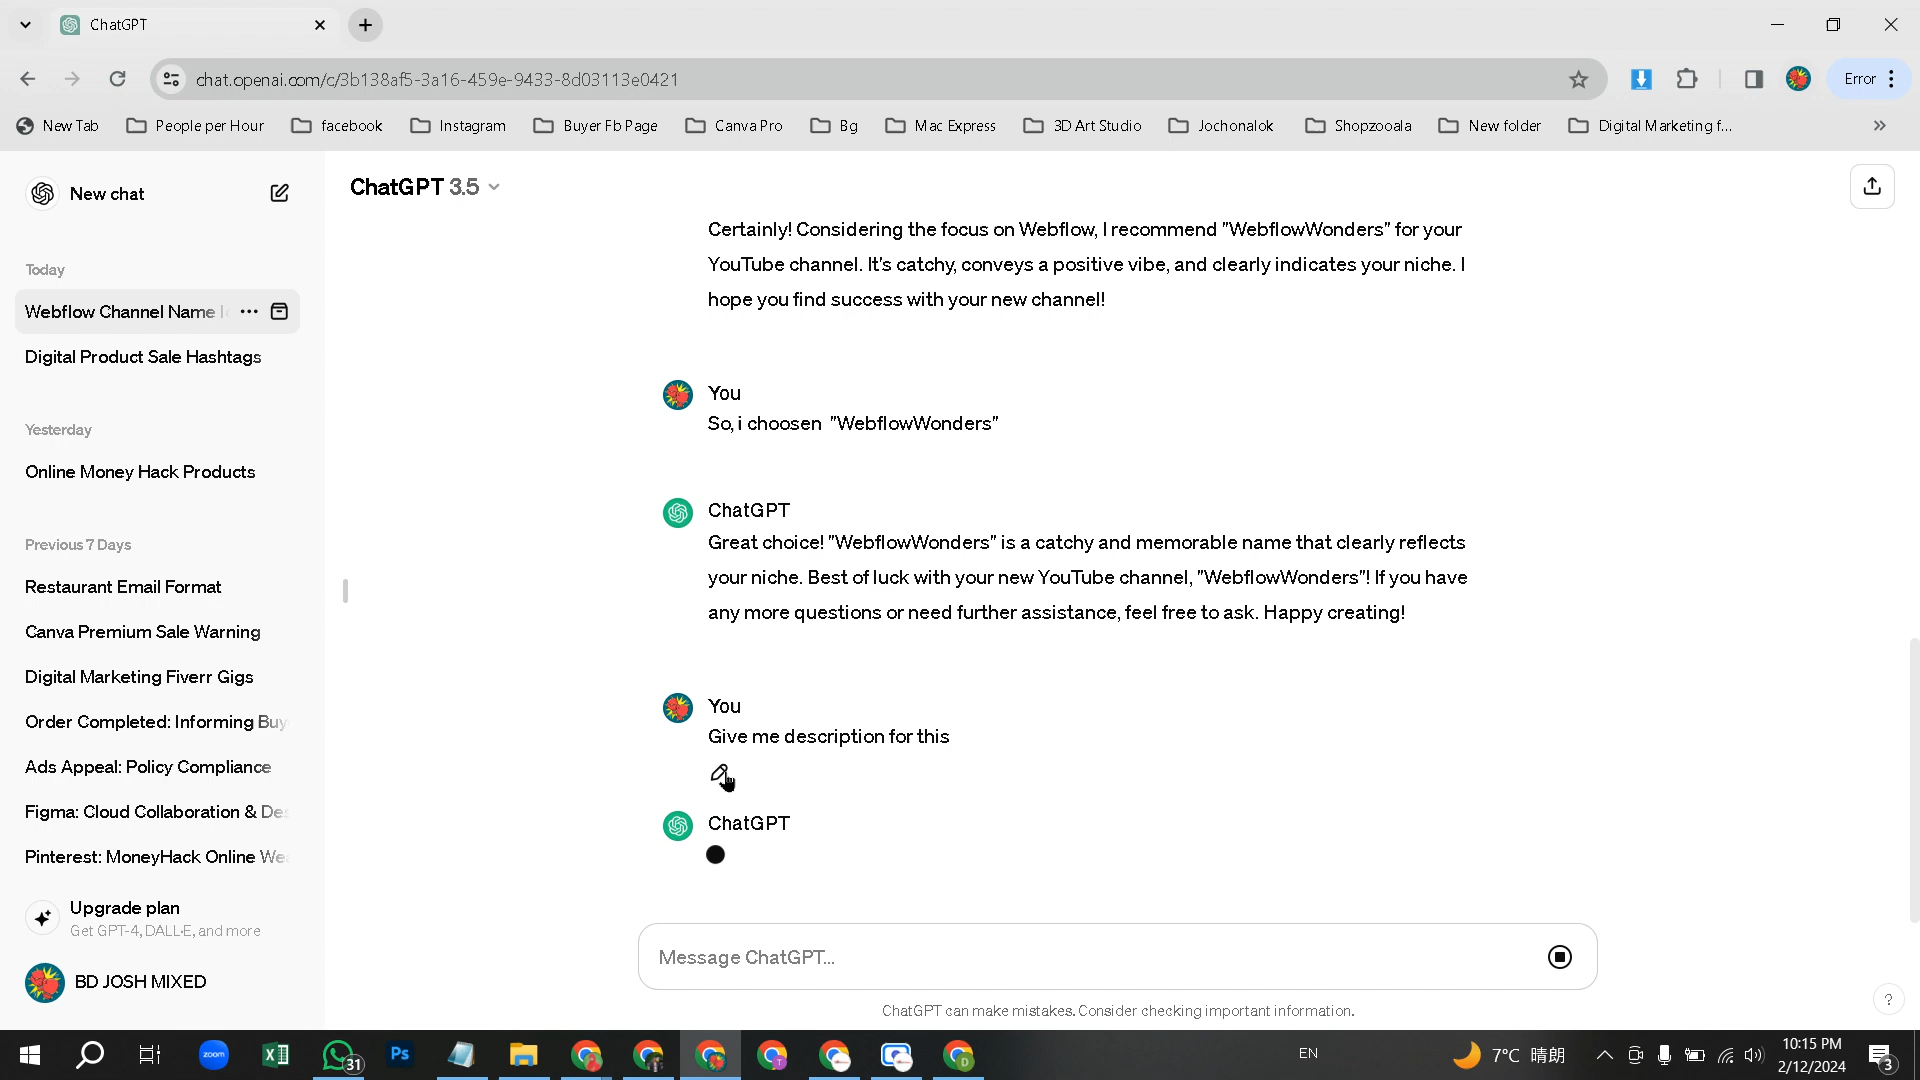 ChatGPT
chat.openai.com/c/3b138af5-3a16-459e-9433-8d03113e0421
Error
New Tab
People per Hour
facebook
Instagram
Buyer Fb Page
Canva Pro
Bg
Mac Express
3D Art Studio
Jochonalok
Shopzooala
New folder
Digital Marketing f...
New chat
Today
Webflow Channel Name
Digital Product Sale Hashtags
Yesterday
Online Money Hack Products
Previous 7 Days
Restaurant Email Format
Canva Premium Sale Warning
Digital Marketing Fiverr Gigs
Order Completed: Informing Buy
Ads Appeal: Policy Compliance
Figma: Cloud Collaboration & Des
Pinterest: MoneyHack Online We
Upgrade plan
Get GPT-4, DALL·E, and more
BD JOSH MIXED
ChatGPT 3.5
Certainly! Considering the focus on Webflow, I recommend "WebflowWonders" for your
YouTube channel. It's catchy, conveys a positive vibe, and clearly indicates your niche. I
hope you find success with your new channel!
You
So, i choosen "WebflowWonders"
ChatGPT
Great choice! "WebflowWonders" is a catchy and memorable name that clearly reflects
your niche. Best of luck with your new YouTube channel, "WebflowWonders"! If you have
any more questions or need further assistance, feel free to ask. Happy creating!
You
Give me description for this
ChatGPT
Message ChatGPT...
ChatGPT can make mistakes. Consider checking important information.
?
zoom
31
Ps
T
D
EN
7°C 晴朗
10:15 PM
2/12/2024
3